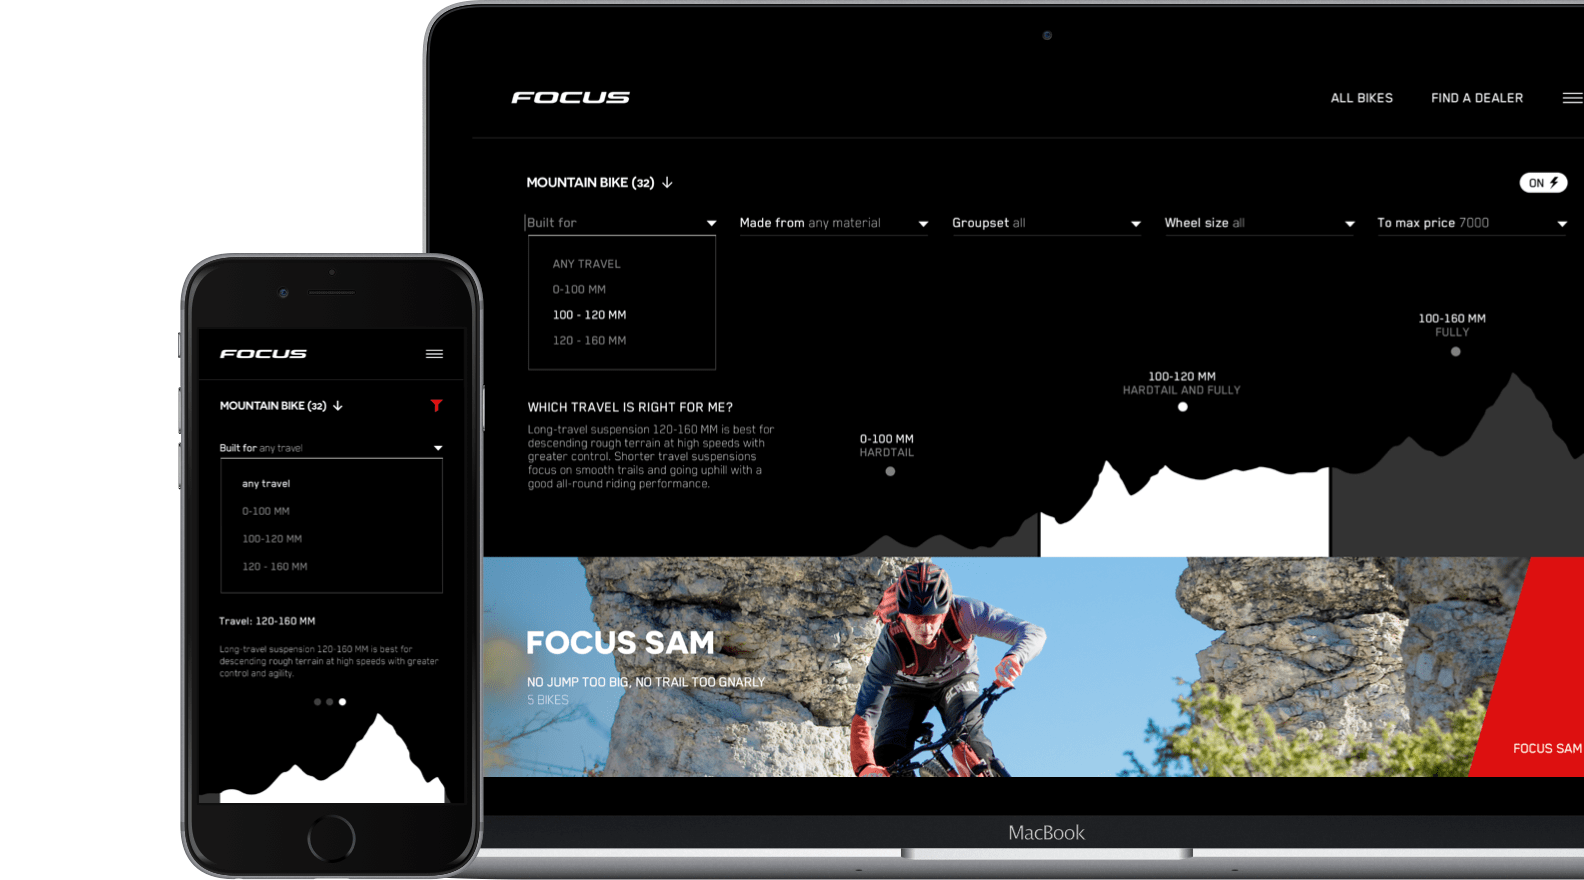 FOCUS
ALL BIKES
FIND A DEALER
MOUNTAIN BIKE (32) ↓
ON
Built for
Made from any material
Groupset all
Wheel size all
To max price 7000
ANY TRAVEL
0-100 MM
100 - 120 MM
120 - 160 MM
WHICH TRAVEL IS RIGHT FOR ME?
Long-travel suspension 120-160 MM is best for
descending rough terrain at high speeds with
greater control. Shorter travel suspensions
focus on smooth trails and going uphill with a
good all-round riding performance.
0-100 MM
HARDTAIL
100-120 MM
HARDTAIL AND FULLY
100-160 MM
FULLY
FOCUS SAM
NO JUMP TOO BIG, NO TRAIL TOO GNARLY
5 BIKES
FOCUS SAM
MacBook
FOCUS
MOUNTAIN BIKE (32) ↓
Built for any travel
any travel
0-100 MM
100-120 MM
120 - 160 MM
Travel: 120-160 MM
Long-travel suspension 120-160 MM is best for
descending rough terrain at high speeds with greater
control and agility.